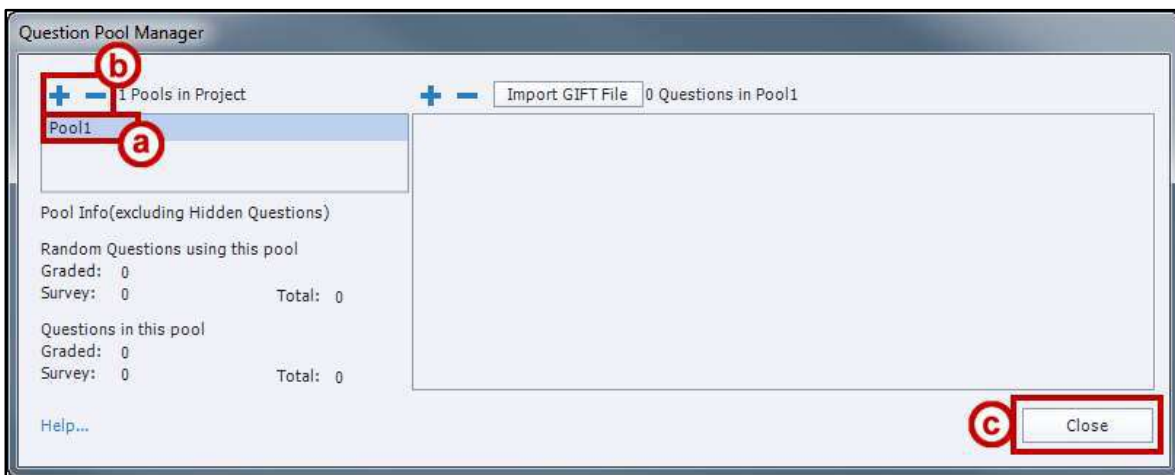 Question Pool Manager
b
+ − 1 Pools in Project
+ − Import GIFT File 0 Questions in Pool1
Pool1
a
Pool Info(excluding Hidden Questions)
Random Questions using this pool
Graded: 0
Survey: 0 Total: 0
Questions in this pool
Graded: 0
Survey: 0 Total: 0
Help...
c Close